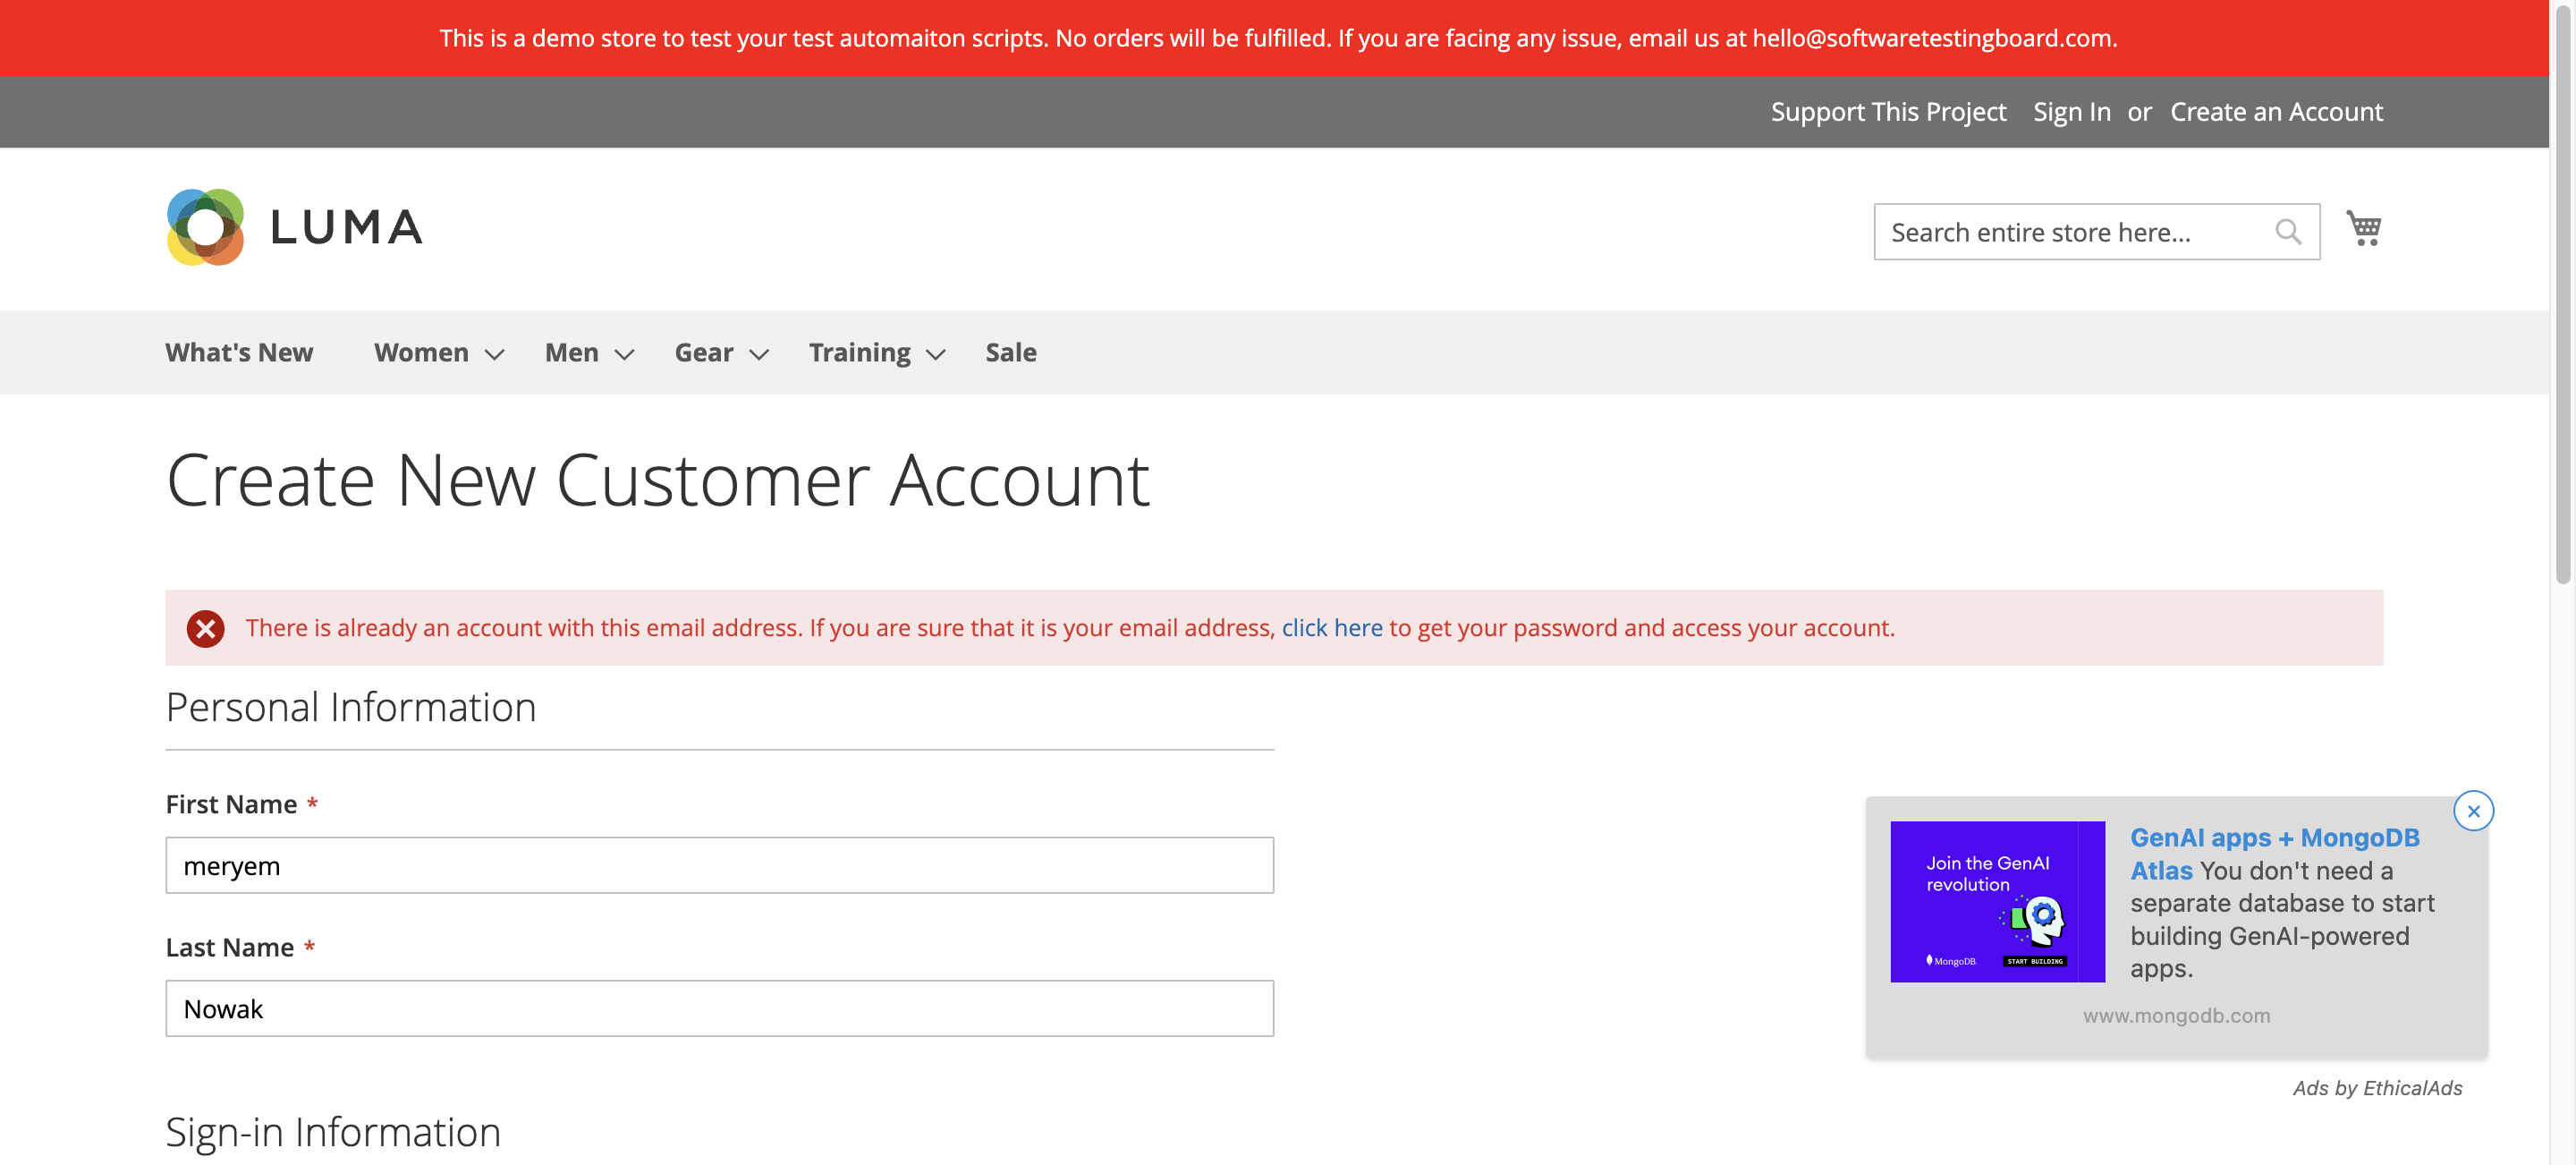 This is a demo store to test your test automaiton scripts. No orders will be fulfilled. If you are facing any issue, email us at hello@softwaretestingboard.com.
Support This Project Sign In or Create an Account
LUMA
Search entire store here...
What's New Women Men Gear Training Sale
Create New Customer Account
There is already an account with this email address. If you are sure that it is your email address, click here to get your password and access your account.
Personal Information
First Name *
meryem
Last Name *
Nowak
Sign-in Information
Join the GenAI
revolution
MongoDB.
START BUILDING
GenAI apps + MongoDB
Atlas You don't need a
separate database to start
building GenAI-powered
apps.
www.mongodb.com
Ads by EthicalAds